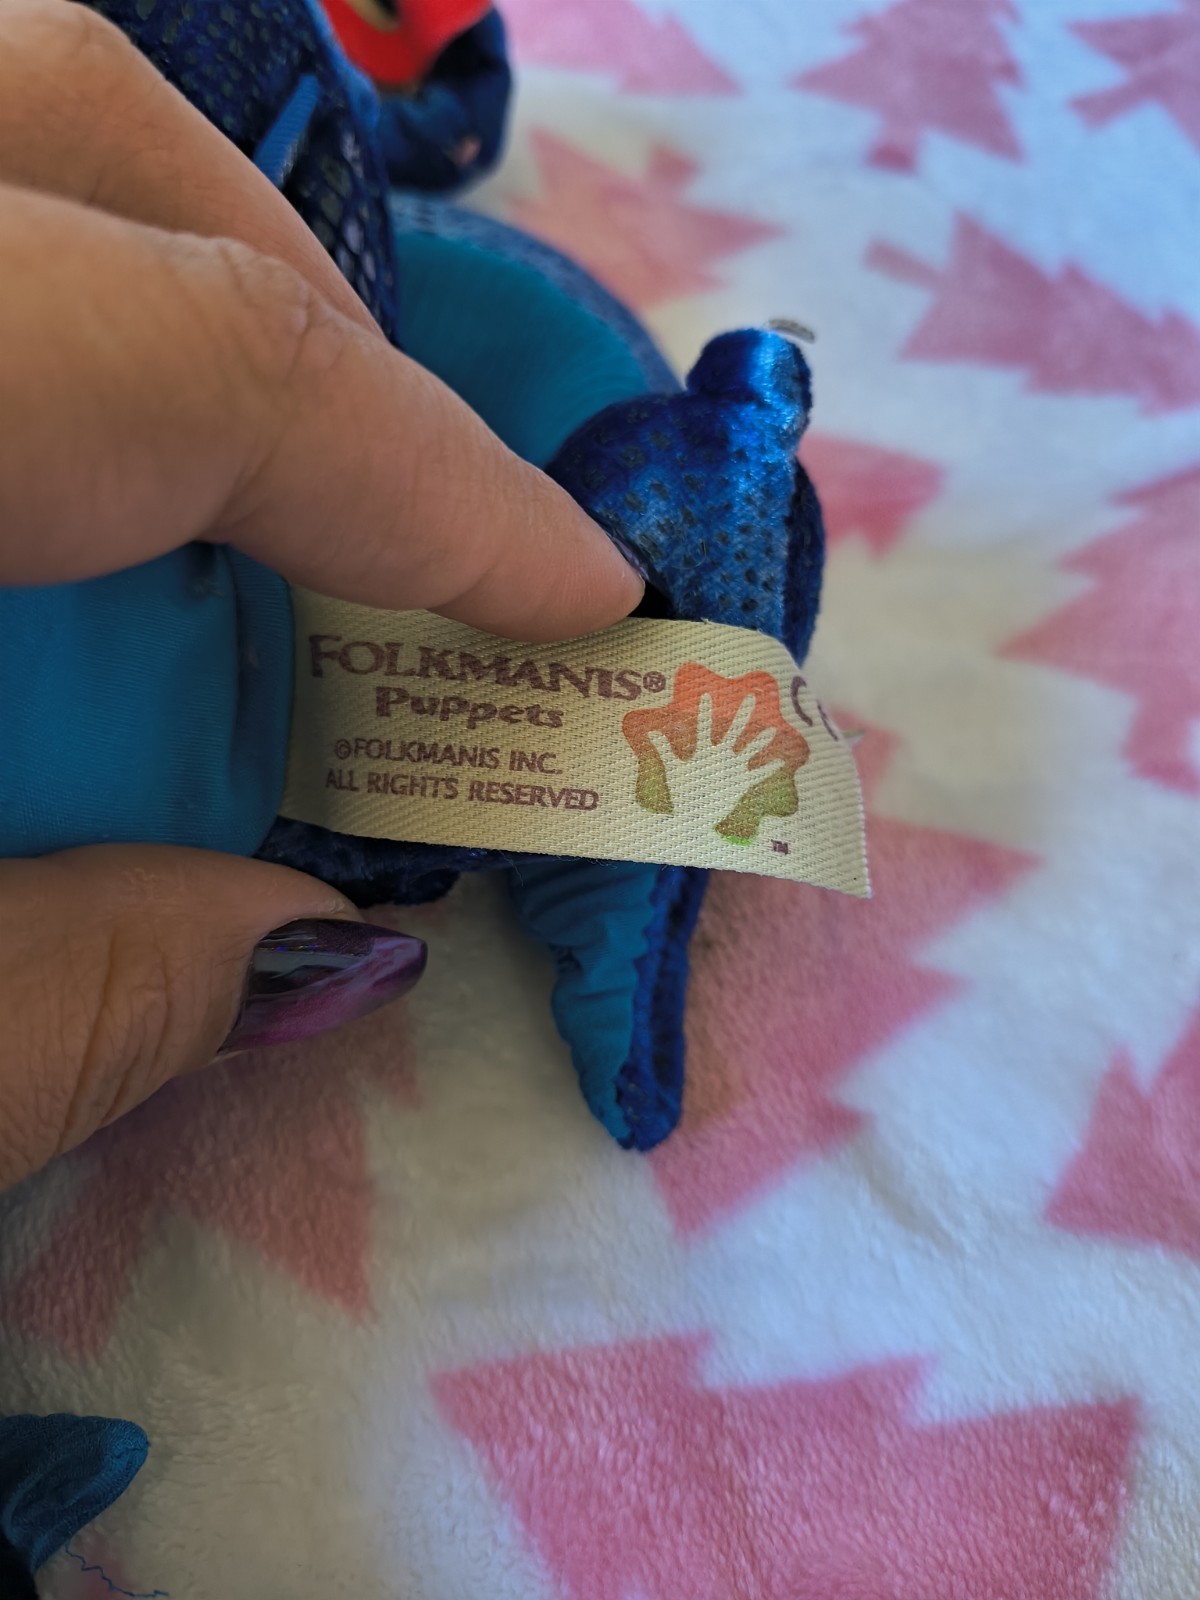 FOLKMANIS®
Puppets
©FOLKMANIS INC.
ALL RIGHTS RESERVED
TM